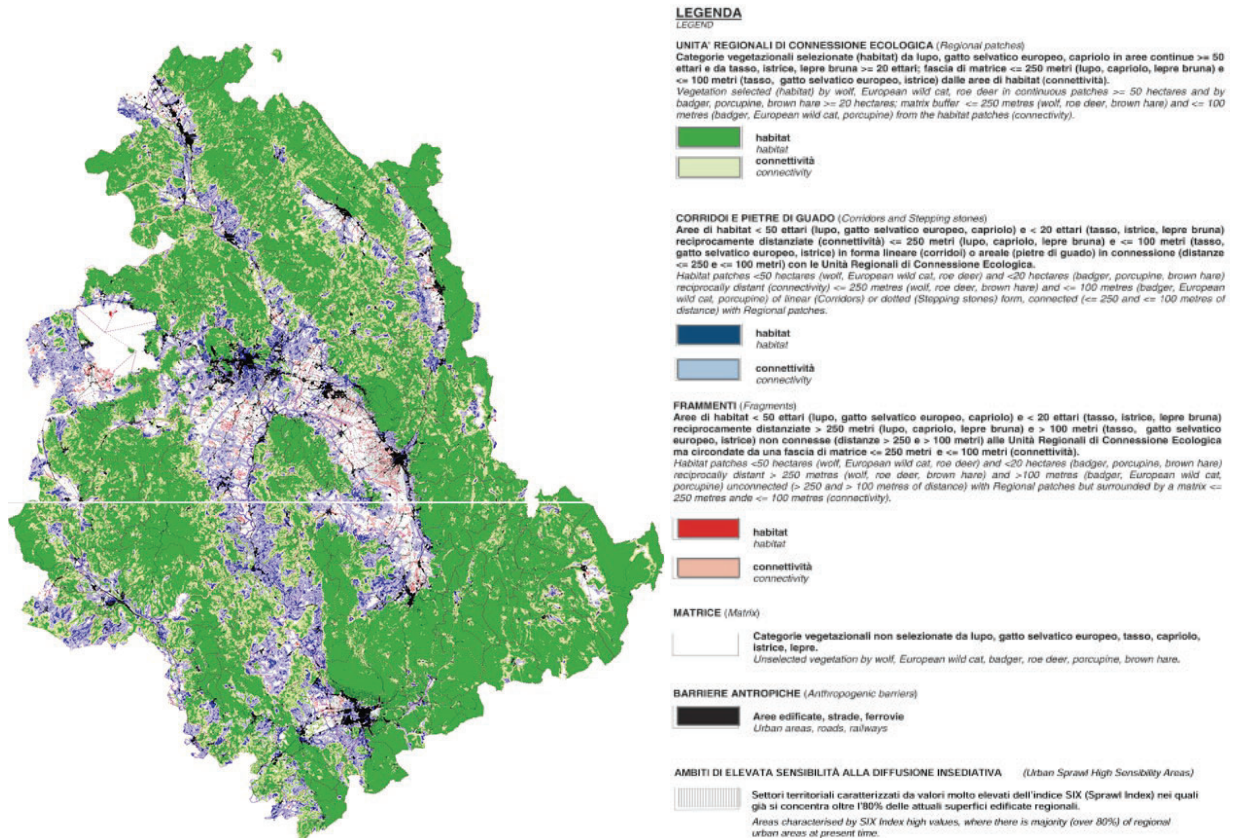 LEGENDA
LEGEND
UNITA' REGIONALI DI CONNESSIONE ECOLOGICA (Regional patches)
Categorie vegetazionali selezionate (habitat) da lupo, gatto selvatico europeo, capriolo in aree continue >= 50
ettari e da tasso, istrice, lepre bruna >= 20 ettari; fascia di matrice <= 250 metri (lupo, capriolo, lepre bruna) e
<= 100 metri (tasso, gatto selvatico europeo, istrice) dalle aree di habitat (connettività).
Vegetation selected (habitat) by wolf, European wild cat, roe deer in continuous patches >= 50 hectares and by
badger, porcupine, brown hare >= 20 hectares; matrix buffer <= 250 metres (wolf, roe deer, brown hare) and <= 100
metres (badger, European wild cat, porcupine) from the habitat patches (connectivity).
habitat
habitat
connettività
connectivity
CORRIDOI E PIETRE DI GUADO (Corridors and Stepping stones)
Aree di habitat < 50 ettari (lupo, gatto selvatico europeo, capriolo) e < 20 ettari (tasso, istrice, lepre bruna)
reciprocamente distanziate (connettività) <= 250 metri (lupo, capriolo, lepre bruna) e <= 100 metri (tasso,
gatto selvatico europeo, istrice) in forma lineare (corridoi) o areale (pietre di guado) in connessione (distanze
<= 250 e <= 100 metri) con le Unità Regionali di Connessione Ecologica.
Habitat patches <50 hectares (wolf, European wild cat, roe deer) and <20 hectares (badger, porcupine, brown hare)
reciprocally distant (connectivity) <= 250 metres (wolf, roe deer, brown hare) and <= 100 metres (badger, European
wild cat, porcupine) of linear (Corridors) or dotted (Stepping stones) form, connected (<= 250 and <= 100 metres of
distance) with Regional patches.
habitat
habitat
connettività
connectivity
FRAMMENTI (Fragments)
Aree di habitat < 50 ettari (lupo, gatto selvatico europeo, capriolo) e < 20 ettari (tasso, istrice, lepre bruna)
reciprocamente distanziate > 250 metri (lupo, capriolo, lepre bruna) e > 100 metri (tasso, gatto selvatico
europeo, istrice) non connesse (distanze > 250 e > 100 metri) alle Unità Regionali di Connessione Ecologica
ma circondate da una fascia di matrice <= 250 metri e <= 100 metri (connettività).
Habitat patches <50 hectares (wolf, European wild cat, roe deer) and <20 hectares (badger, porcupine, brown hare)
reciprocally distant > 250 metres (wolf, roe deer, brown hare) and >100 metres (badger, European wild cat,
porcupine) unconnected (> 250 and > 100 metres of distance) with Regional patches but surrounded by a matrix <=
250 metres ande <= 100 metres (connectivity).
habitat
habitat
connettività
connectivity
MATRICE (Matrix)
Categorie vegetazionali non selezionate da lupo, gatto selvatico europeo, tasso, capriolo,
istrice, lepre.
Unselected vegetation by wolf, European wild cat, badger, roe deer, porcupine, brown hare.
BARRIERE ANTROPICHE (Anthropogenic barriers)
Aree edificate, strade, ferrovie
Urban areas, roads, railways
AMBITI DI ELEVATA SENSIBILITÀ ALLA DIFFUSIONE INSEDIATIVA (Urban Sprawl High Sensibility Areas)
Settori territoriali caratterizzati da valori molto elevati dell'indice SIX (Sprawl Index) nei quali
già si concentra oltre l'80% delle attuali superfici edificate regionali.
Areas characterised by SIX Index high values, where there is majority (over 80%) of regional
urban areas at present time.